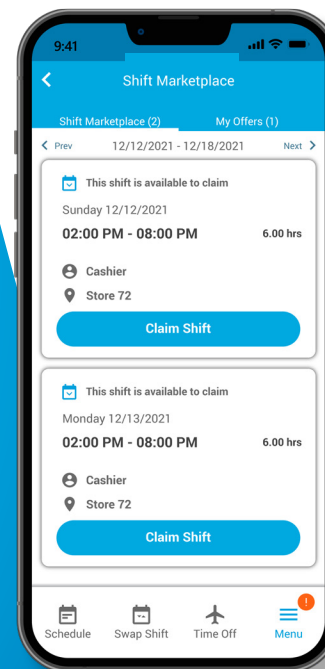 9:41
Shift Marketplace
Shift Marketplace (2) My Offers (1)
Prev 12/12/2021 - 12/18/2021 Next
This shift is available to claim
Sunday 12/12/2021
02:00 PM - 08:00 PM 6.00 hrs
Cashier
Store 72
Claim Shift
This shift is available to claim
Monday 12/13/2021
02:00 PM - 08:00 PM 6.00 hrs
Cashier
Store 72
Claim Shift
!
Schedule Swap Shift Time Off Menu